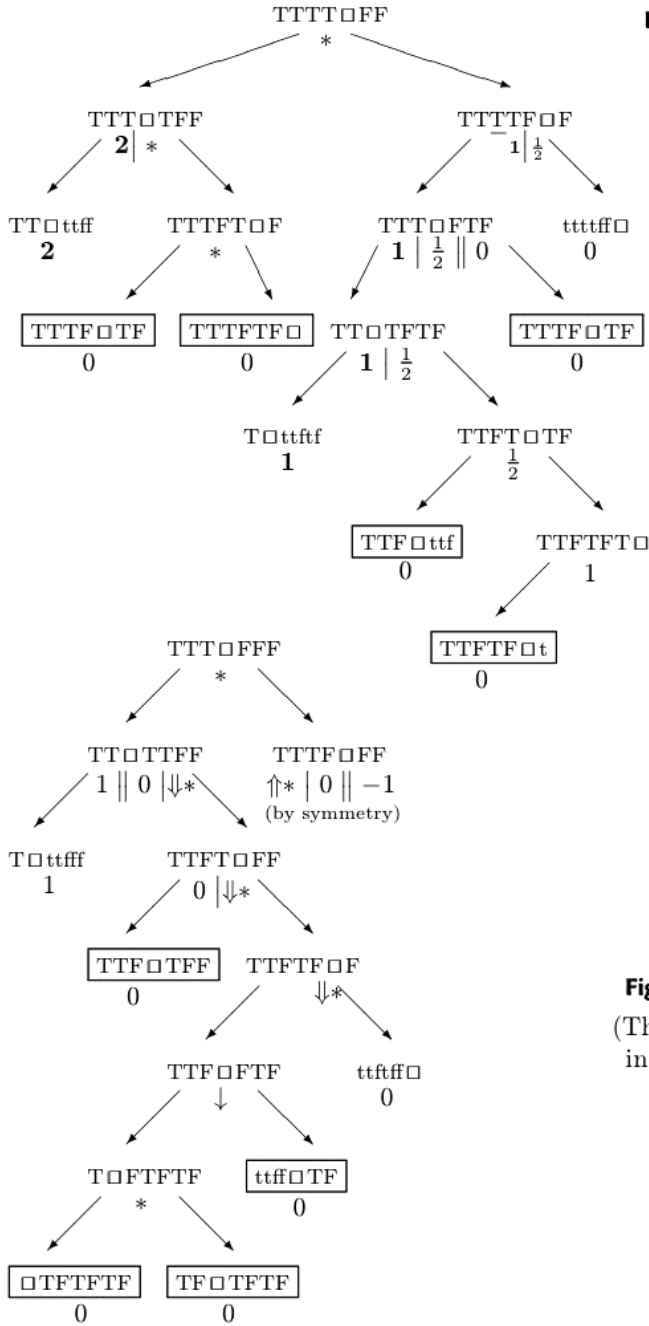 TTTT□FF
*
TTT□TFF TTTTF□F
2| * − 1|½
TT□ttff TTTFT□F TTT□FTF ttttff□
2 * 1 | ½ || 0 0
TTTF□TF TTTFTF□ TT□TFTF TTTF□TF
0 0 1 | ½ 0
T□ttftf TTFT□TF
1 ½
TTF□ttf TTFTFT□
0 1
TTFTF□t
0
TTT□FFF
*
TT□TTFF TTTF□FF
1 || 0 |⇓* ⇑* | 0 || −1
(by symmetry)
T□ttfff TTFT□FF
1 0 |⇓*
TTF□TFF TTFTF□F
0 ⇓*
Fig
(Th
TTF□FTF ttftff□
in
↓ 0
T□FTFTF ttff□TF
* 0
□TFTFTF TF□TFTF
0 0